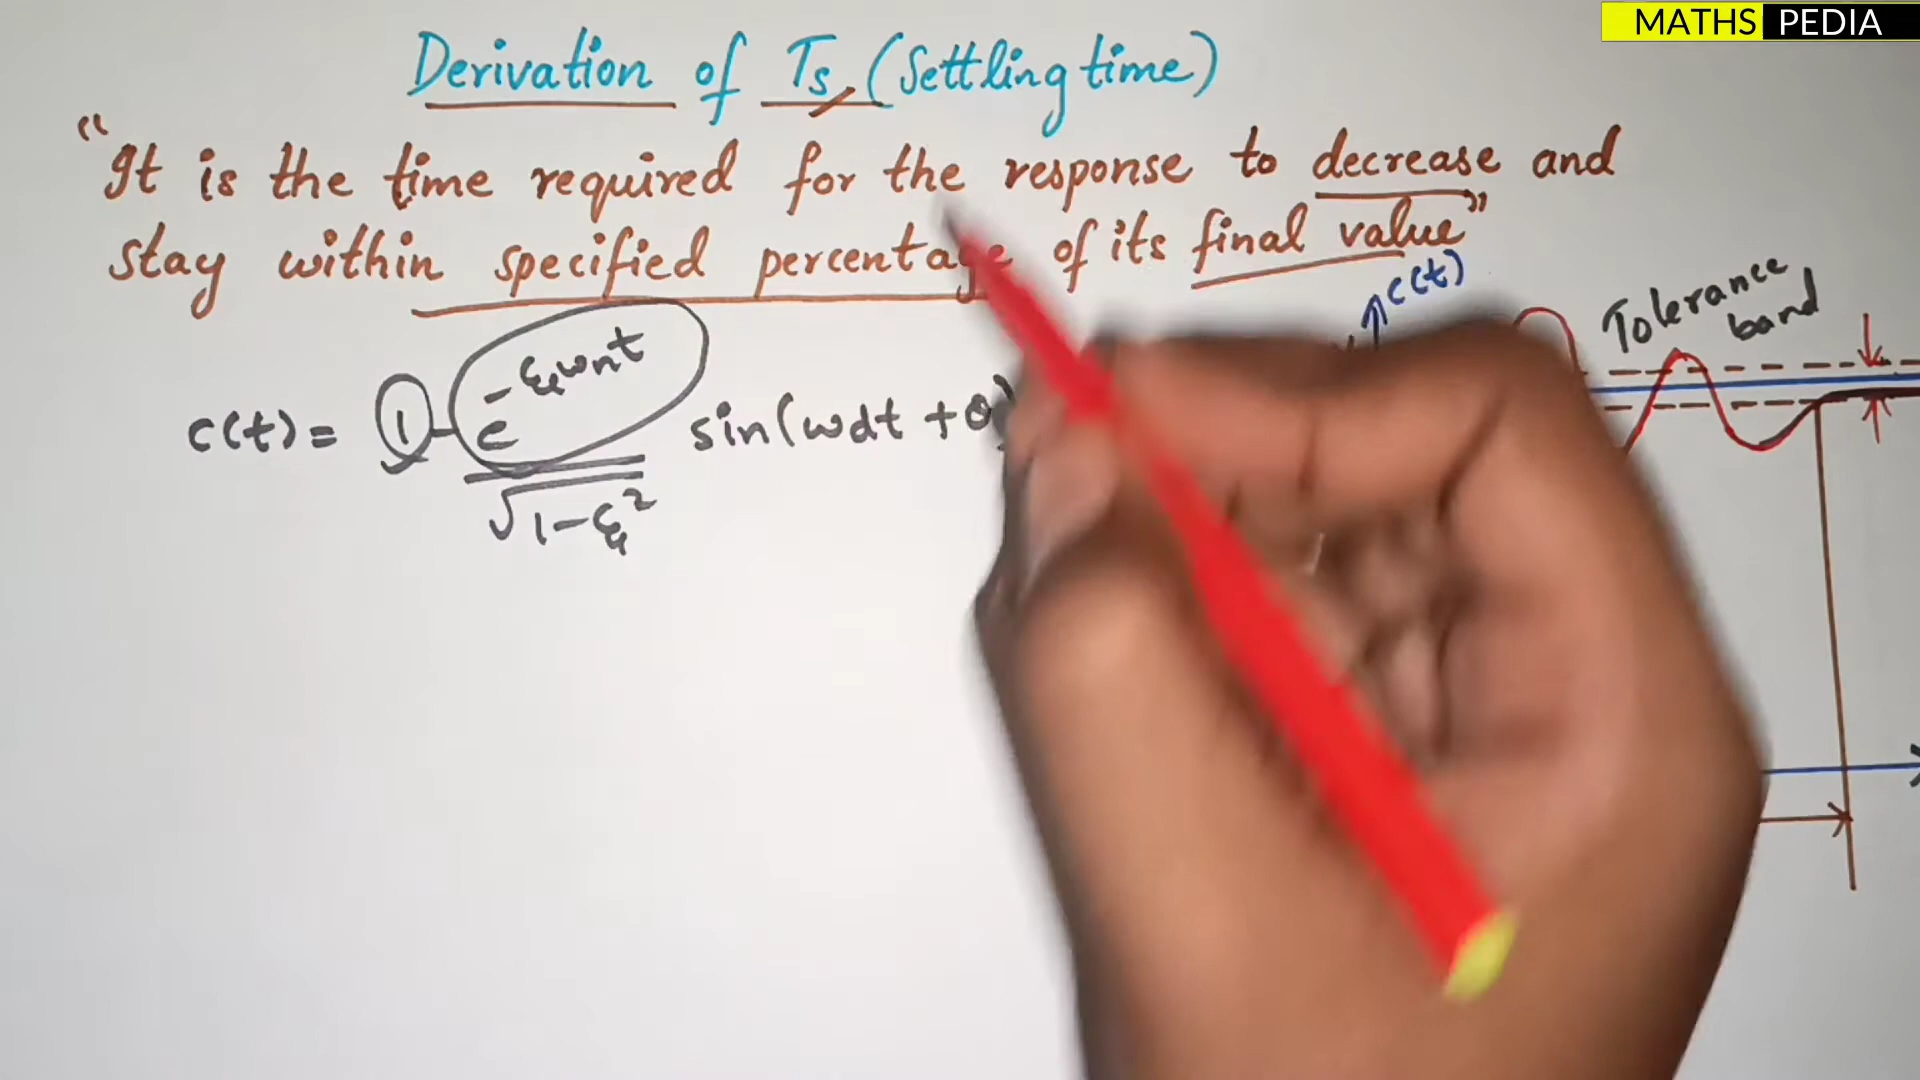 MATHS PEDIA
Derivation of Ts (Settling time)
"It is the time required for the response to decrease and
stay within specified percentage of its final value"
c(t)
Tolerance
band
c(t) = 1 - e^{-ξωnt} / √(1-ξ²) sin(ωdt + θ)